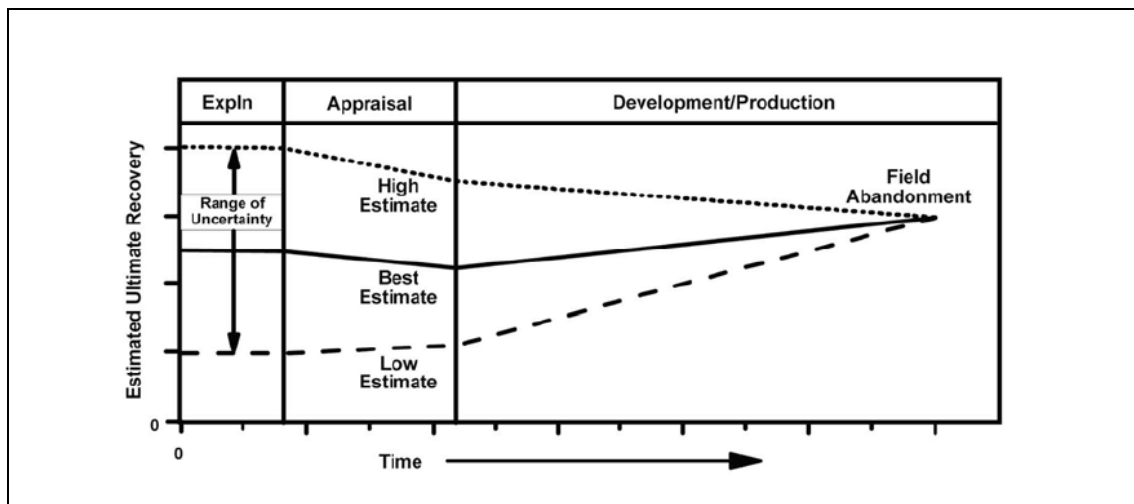 Expln
Appraisal
Development/Production
Estimated Ultimate Recovery
Range of
Uncertainty
High
Estimate
Field
Abandonment
Best
Estimate
Low
Estimate
0
0
Time